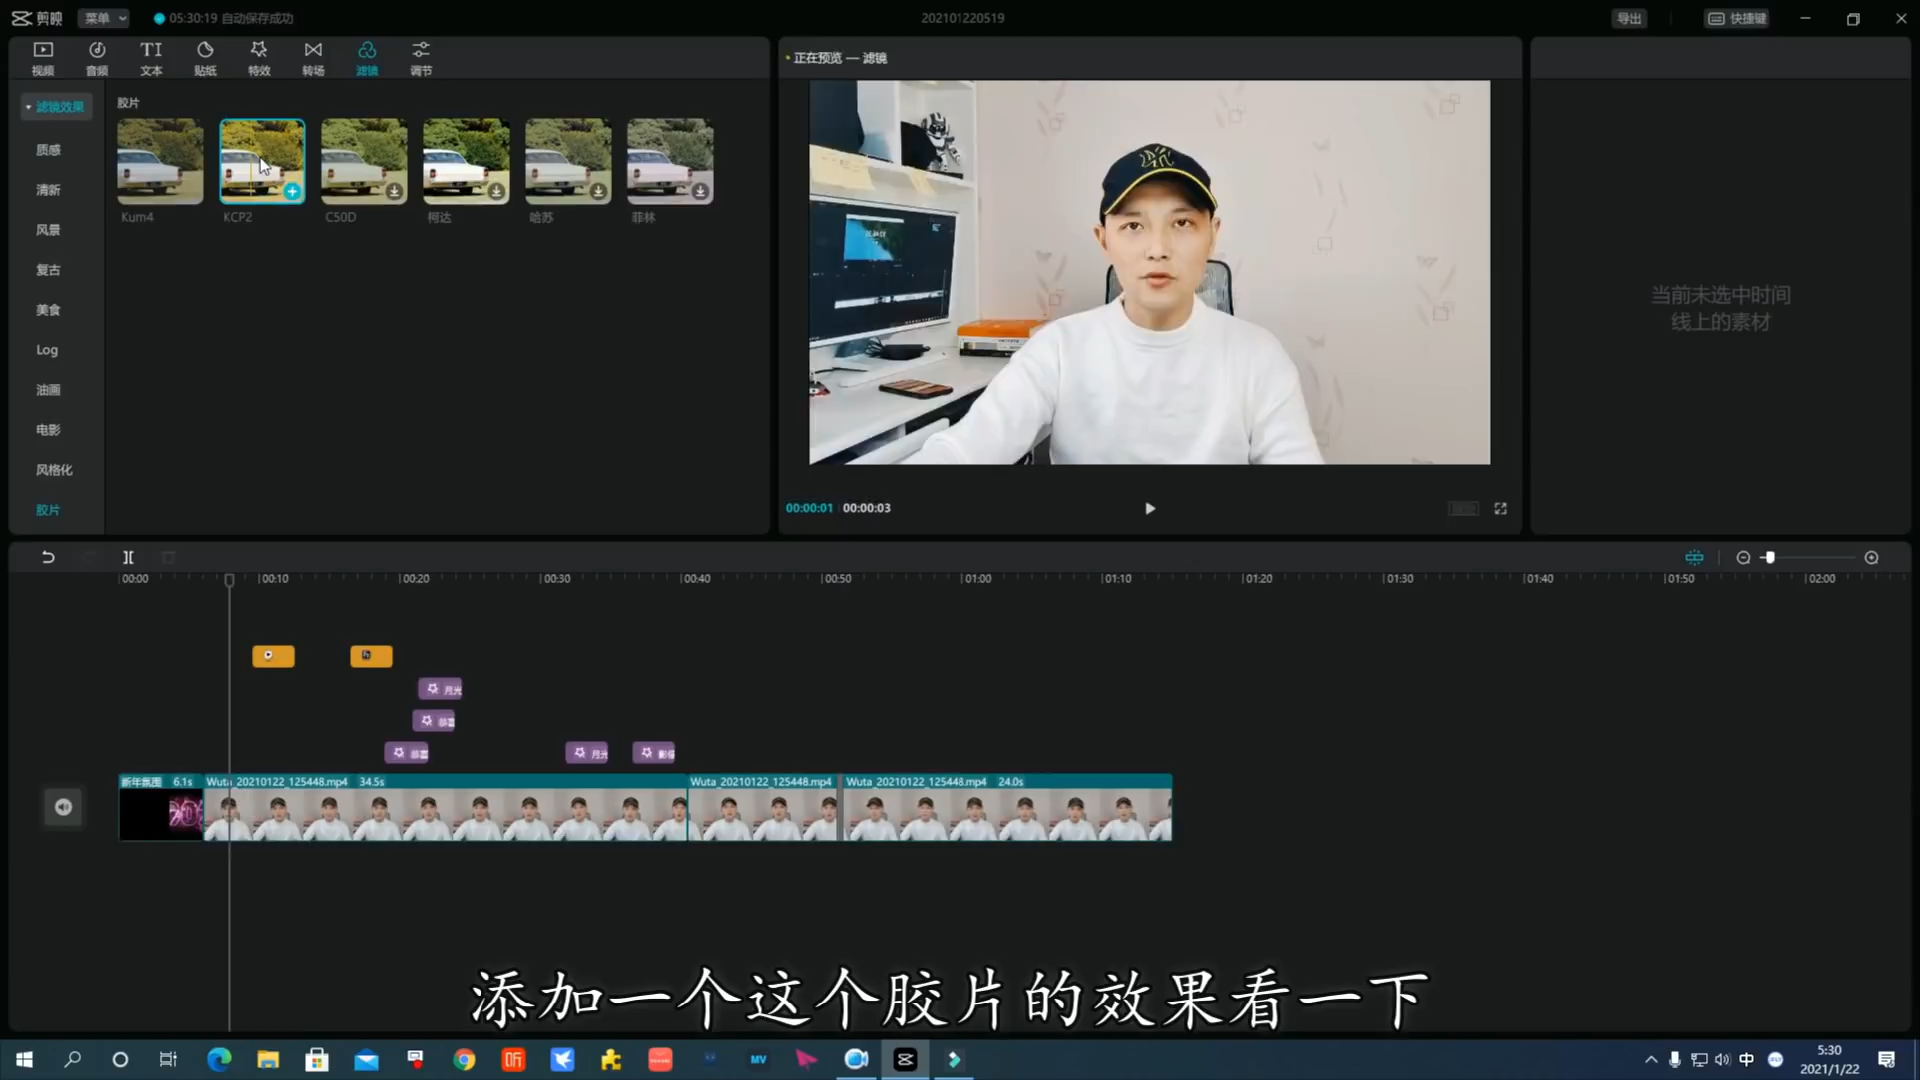 剪映
菜单
05:30:19 自动保存成功
202101220519
导出
快捷键
视频
音频
文本
贴纸
特效
转场
滤镜
调节
正在预览 — 滤镜
滤镜效果
质感
清新
风景
复古
美食
Log
油画
电影
风格化
胶片
胶片
Kum4
KCP2
C50D
柯达
哈苏
菲林
00:00:01
00:00:03
当前未选中时间
线上的素材
00:00
00:10
00:20
00:30
00:40
00:50
01:00
01:10
01:20
01:30
01:40
01:50
02:00
月光
月光
新年氛围 6.1s
Wuta_20210122_125448.mp4 34.5s
Wuta_20210122_125448.mp4
Wuta_20210122_125448.mp4 24.0s
添加一个这个胶片的效果看一下
MV
中
5:30
2021/1/22